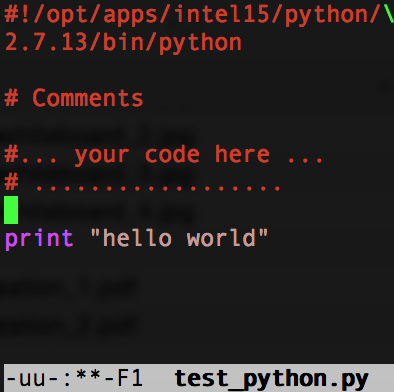 #!/opt/apps/intel15/python/\
2.7.13/bin/python
# Comments
#... your code here ...
# ..................
print "hello world"
-uu-:**-F1 test_python.py